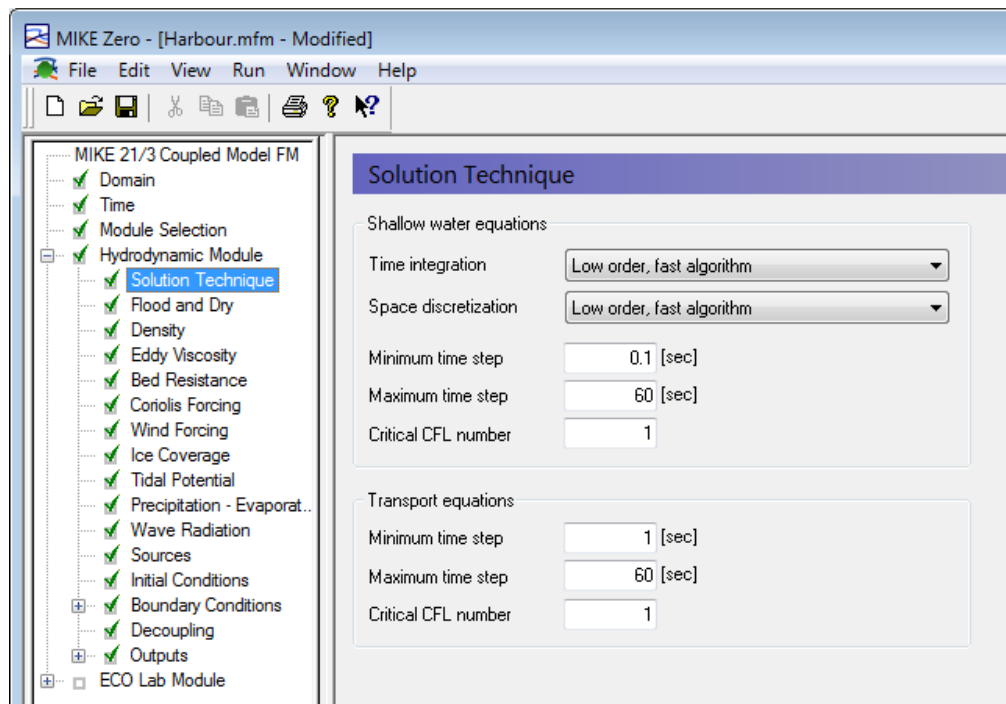 MIKE Zero - [Harbour.mfm - Modified]
File Edit View Run Window Help
MIKE 21/3 Coupled Model FM
Domain
Time
Module Selection
Hydrodynamic Module
Solution Technique
Flood and Dry
Density
Eddy Viscosity
Bed Resistance
Coriolis Forcing
Wind Forcing
Ice Coverage
Tidal Potential
Precipitation - Evaporat..
Wave Radiation
Sources
Initial Conditions
Boundary Conditions
Decoupling
Outputs
ECO Lab Module
Solution Technique
Shallow water equations
Time integration Low order, fast algorithm
Space discretization Low order, fast algorithm
Minimum time step 0.1 [sec]
Maximum time step 60 [sec]
Critical CFL number 1
Transport equations
Minimum time step 1 [sec]
Maximum time step 60 [sec]
Critical CFL number 1